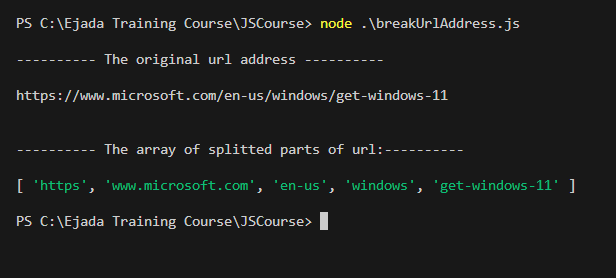 PS C:\Ejada Training Course\JSCourse> node .\breakUrlAddress.js
---------- The original url address ----------
https://www.microsoft.com/en-us/windows/get-windows-11
---------- The array of splitted parts of url:----------
[ 'https', 'www.microsoft.com', 'en-us', 'windows', 'get-windows-11' ]
PS C:\Ejada Training Course\JSCourse>